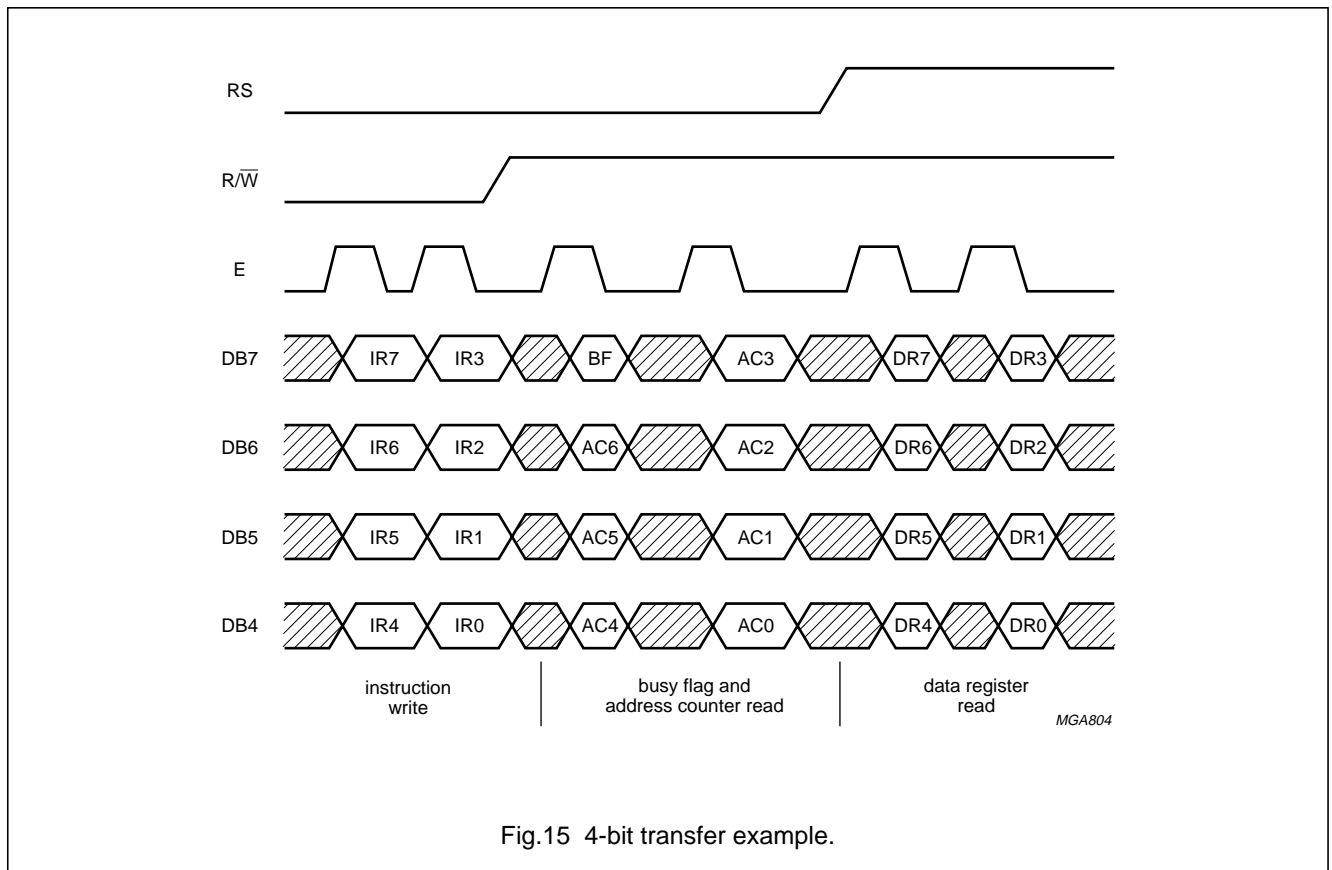 RS
R/W̅
E
DB7 IR7 IR3 BF AC3 DR7 DR3
DB6 IR6 IR2 AC6 AC2 DR6 DR2
DB5 IR5 IR1 AC5 AC1 DR5 DR1
DB4 IR4 IR0 AC4 AC0 DR4 DR0
instruction
write
busy flag and
address counter read
data register
read
MGA804
Fig.15 4-bit transfer example.